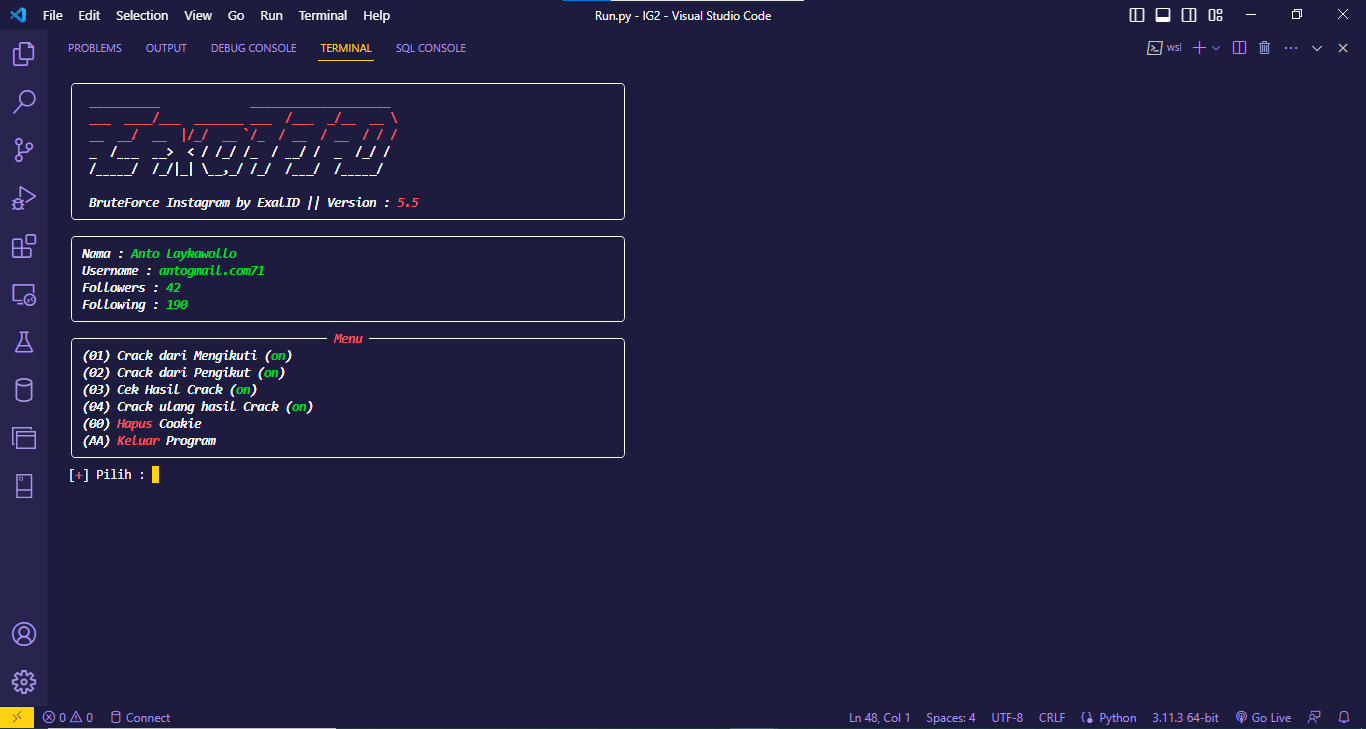 File Edit Selection View Go Run Terminal Help
Run.py - IG2 - Visual Studio Code
PROBLEMS OUTPUT DEBUG CONSOLE TERMINAL SQL CONSOLE
wsl
ExalID
BruteForce Instagram by ExalID || Version : 5.5
Nama : Anto Laykawollo
Username : antogmail.com71
Followers : 42
Following : 190
Menu
(01) Crack dari Mengikuti (on)
(02) Crack dari Pengikut (on)
(03) Cek Hasil Crack (on)
(04) Crack ulang hasil Crack (on)
(00) Hapus Cookie
(AA) Keluar Program
[+] Pilih :
0 0 Connect
Ln 48, Col 1 Spaces: 4 UTF-8 CRLF Python 3.11.3 64-bit Go Live